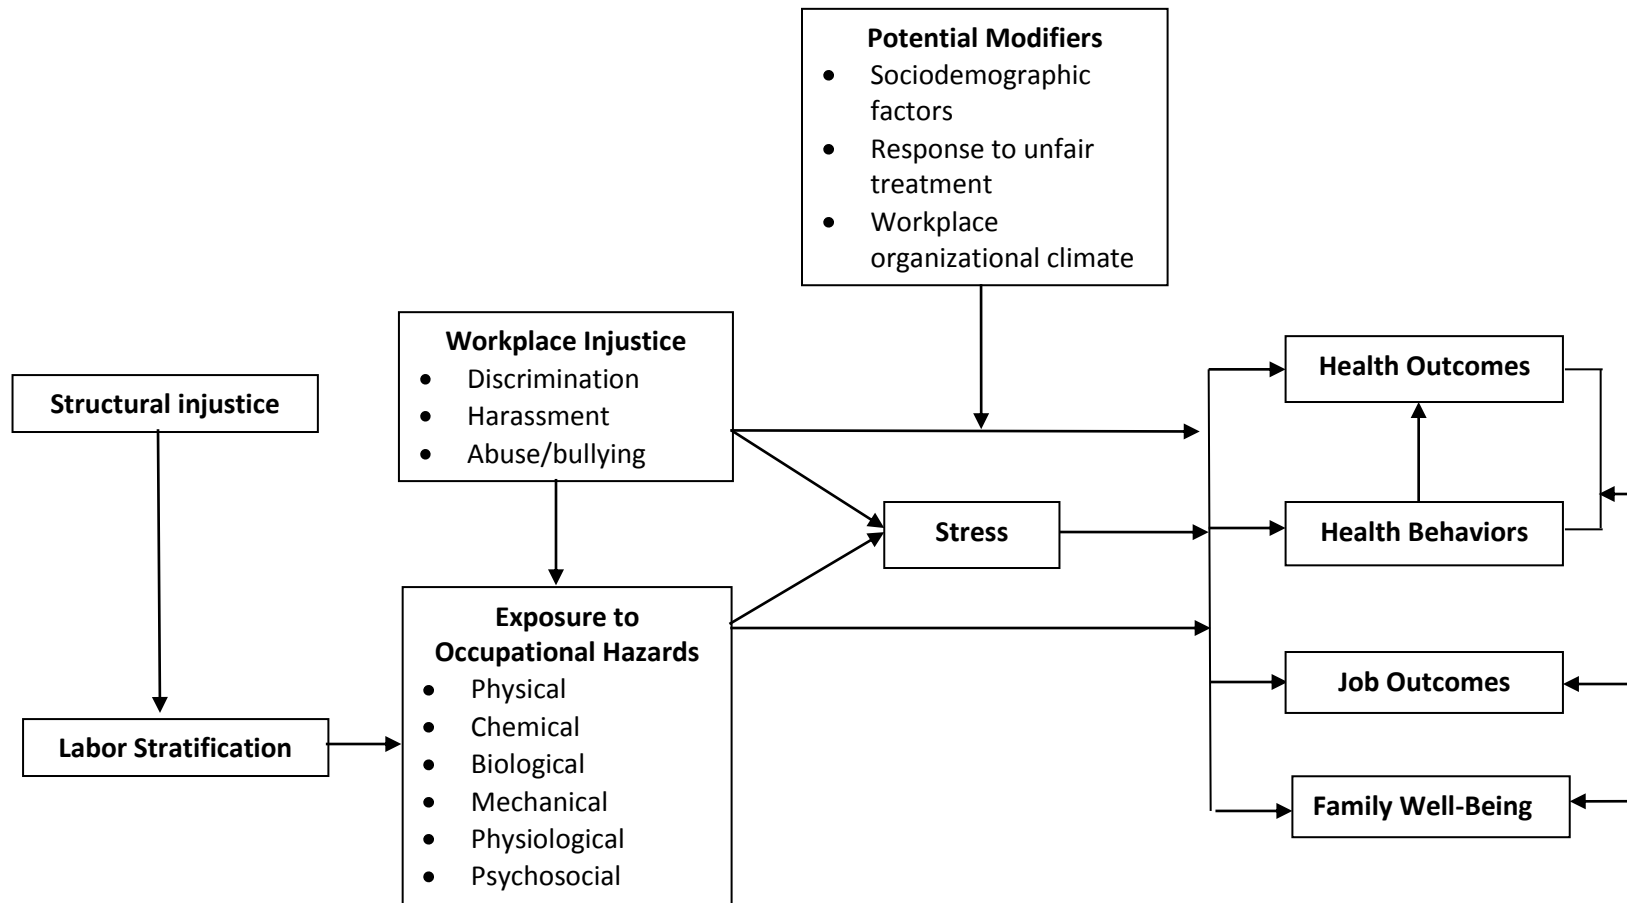 Potential Modifiers
• Sociodemographic
factors
• Response to unfair
treatment
• Workplace
organizational climate
Workplace Injustice
• Discrimination
• Harassment
• Abuse/bullying
Structural injustice
Health Outcomes
Stress
Health Behaviors
Exposure to
Occupational Hazards
• Physical
• Chemical
• Biological
• Mechanical
• Physiological
• Psychosocial
Labor Stratification
Job Outcomes
Family Well-Being